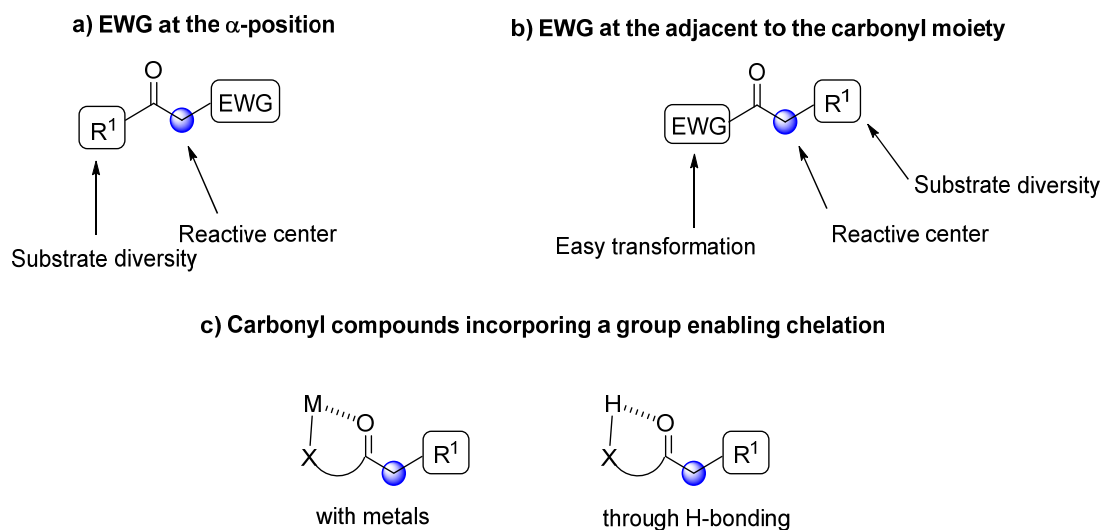 a) EWG at the α-position
b) EWG at the adjacent to the carbonyl moiety
O
R¹
EWG
Reactive center
Substrate diversity
O
EWG
R¹
Substrate diversity
Reactive center
Easy transformation
c) Carbonyl compounds incorporing a group enabling chelation
M
O
X
R¹
with metals
H
O
X
R¹
through H-bonding